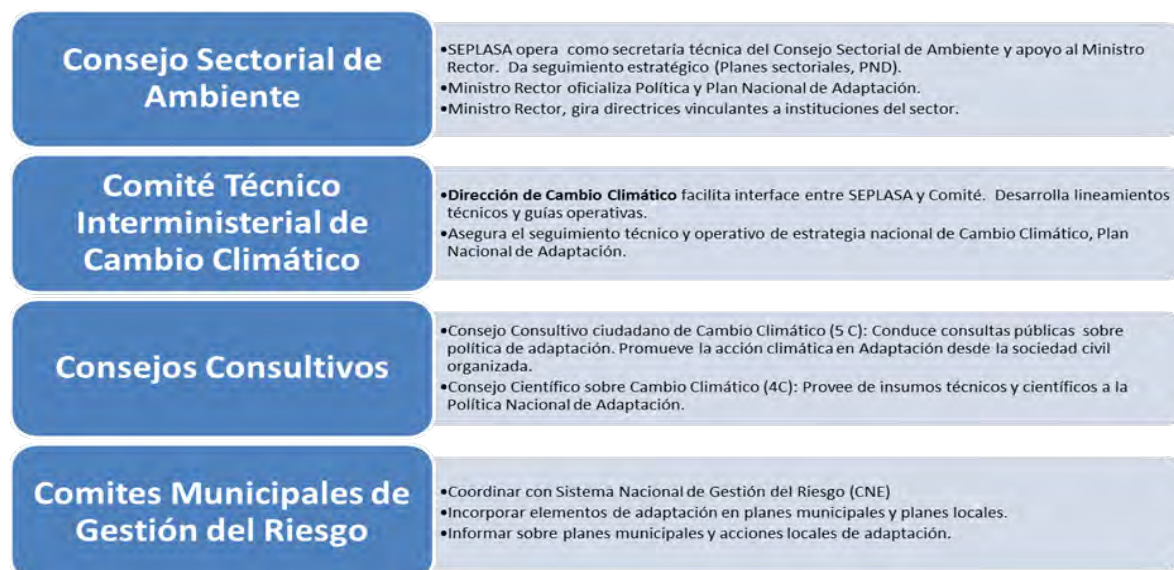 Consejo Sectorial de
Ambiente
•SEPLASA opera como secretaría técnica del Consejo Sectorial de Ambiente y apoyo al Ministro
Rector. Da seguimiento estratégico (Planes sectoriales, PND).
•Ministro Rector oficializa Política y Plan Nacional de Adaptación.
•Ministro Rector, gira directrices vinculantes a instituciones del sector.
Comité Técnico
Interministerial de
Cambio Climático
•Dirección de Cambio Climático facilita interface entre SEPLASA y Comité. Desarrolla lineamientos
técnicos y guías operativas.
•Asegura el seguimiento técnico y operativo de estrategia nacional de Cambio Climático, Plan
Nacional de Adaptación.
Consejos Consultivos
•Consejo Consultivo ciudadano de Cambio Climático (5 C): Conduce consultas públicas sobre
política de adaptación. Promueve la acción climática en Adaptación desde la sociedad civil
organizada.
•Consejo Científico sobre Cambio Climático (4C): Provee de insumos técnicos y científicos a la
Política Nacional de Adaptación.
Comites Municipales de
Gestión del Riesgo
•Coordinar con Sistema Nacional de Gestión del Riesgo (CNE)
•Incorporar elementos de adaptación en planes municipales y planes locales.
•Informar sobre planes municipales y acciones locales de adaptación.